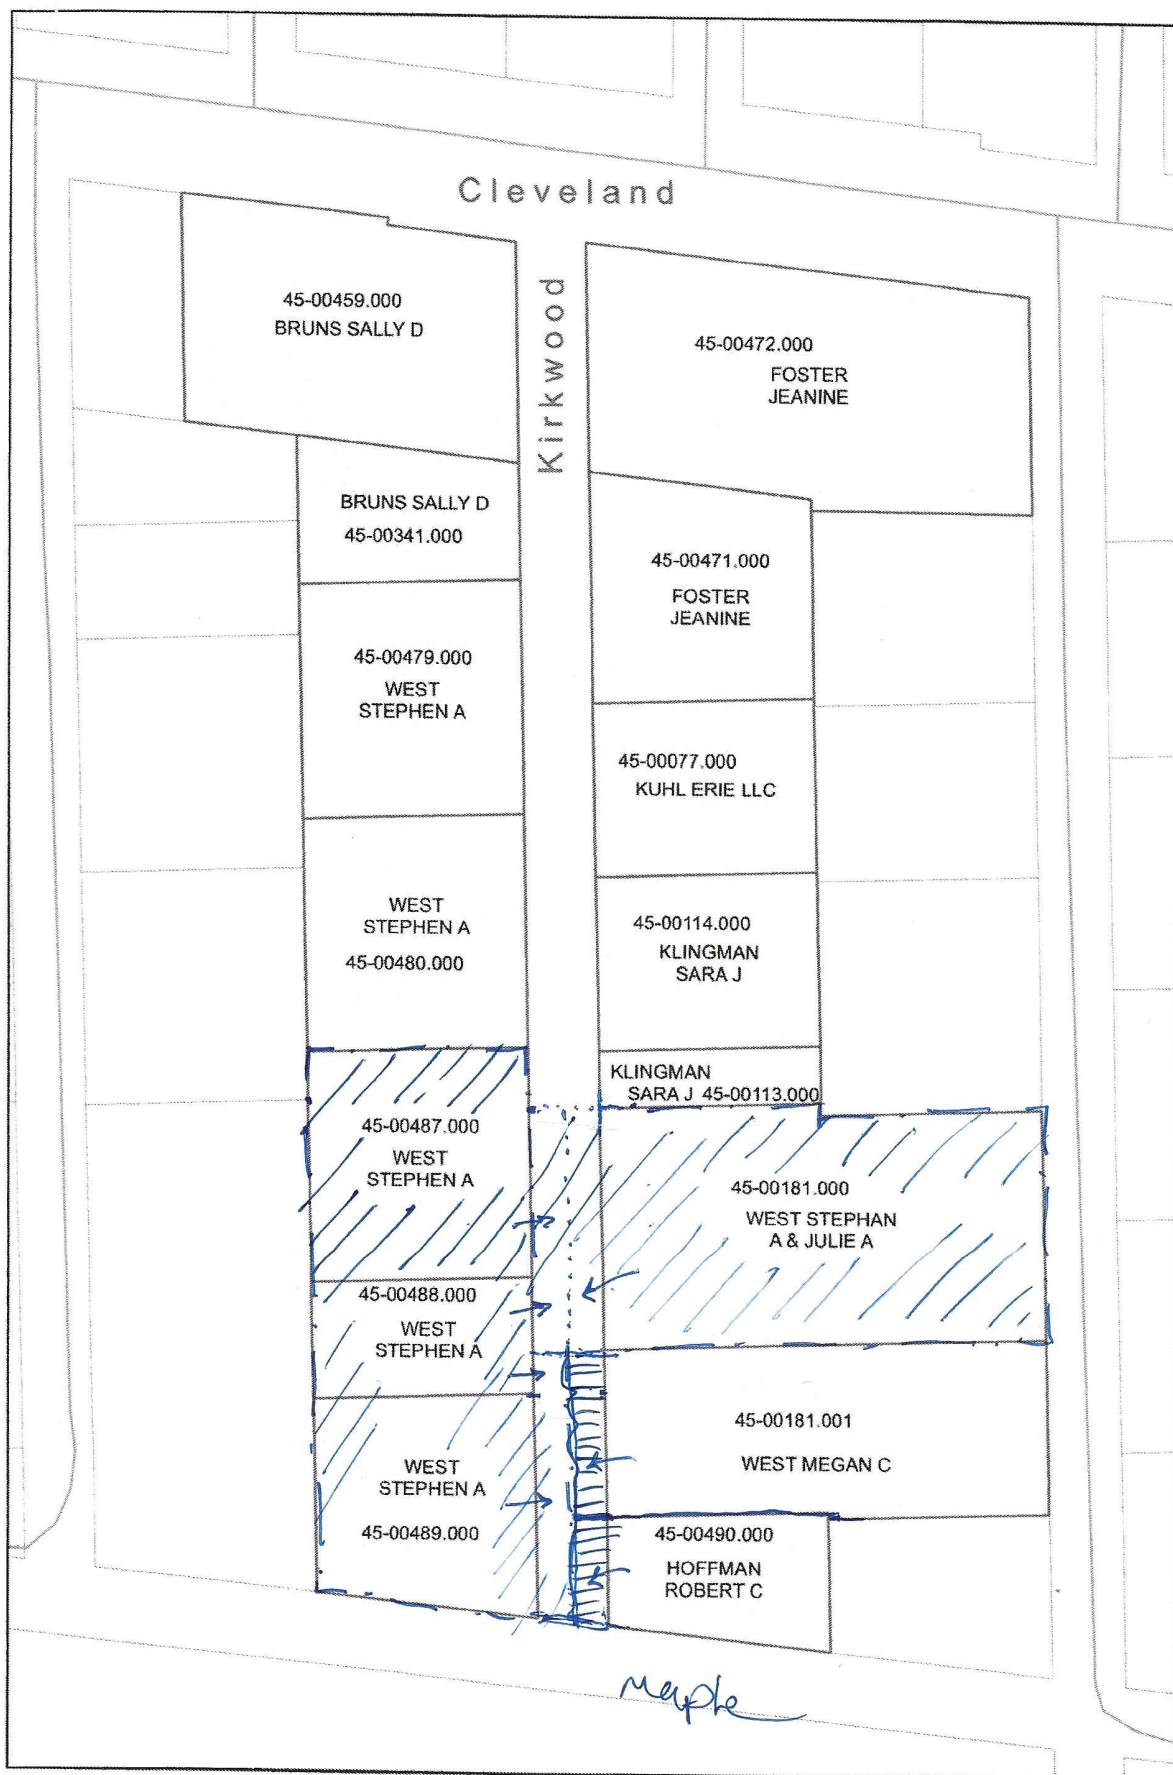 Cleveland
Kirkwood
45-00459.000
BRUNS SALLY D
45-00472.000
FOSTER
JEANINE
BRUNS SALLY D
45-00341.000
45-00471.000
FOSTER
JEANINE
45-00479.000
WEST
STEPHEN A
45-00077.000
KUHL ERIE LLC
WEST
STEPHEN A
45-00480.000
45-00114.000
KLINGMAN
SARA J
KLINGMAN
SARA J 45-00113.000
45-00487.000
WEST
STEPHEN A
45-00181.000
WEST STEPHAN
A & JULIE A
45-00488.000
WEST
STEPHEN A
45-00181.001
WEST MEGAN C
WEST
STEPHEN A
45-00489.000
45-00490.000
HOFFMAN
ROBERT C
Maple